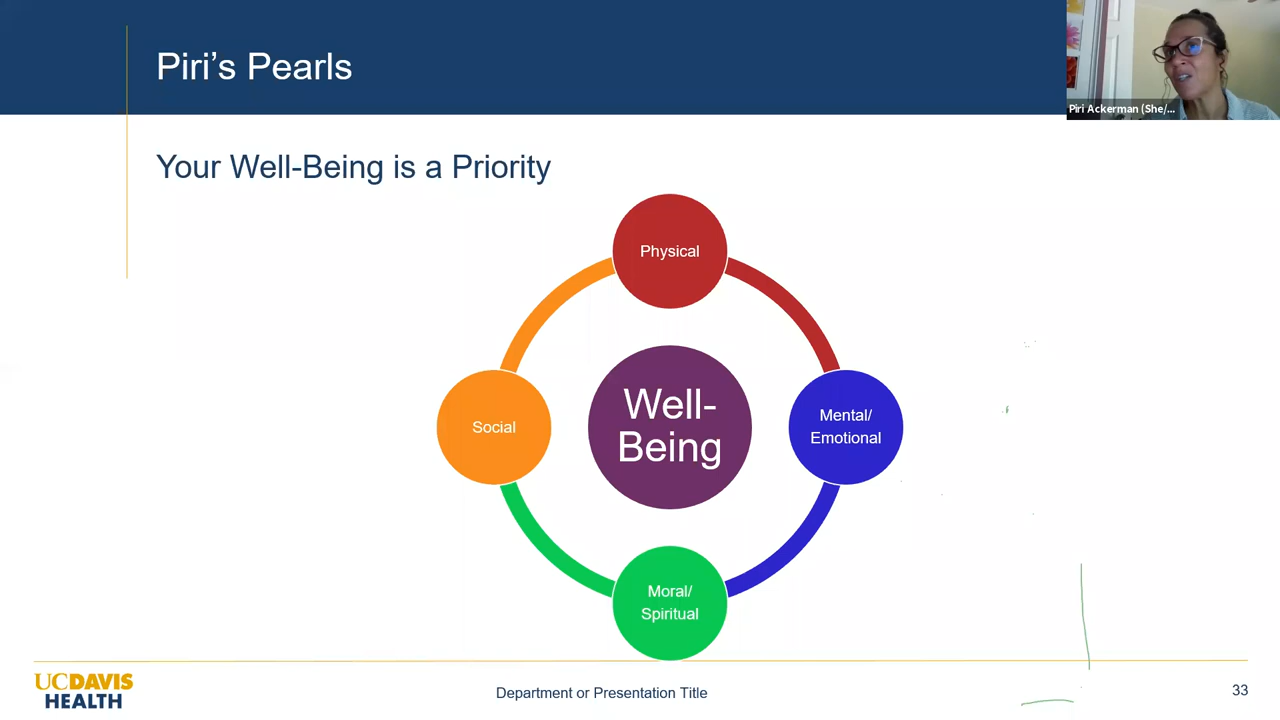 Piri's Pearls
Piri Ackerman (She/...
Your Well-Being is a Priority
Physical
Social
Well-
Being
Mental/
Emotional
Moral/
Spiritual
UCDAVIS
HEALTH
Department or Presentation Title
33